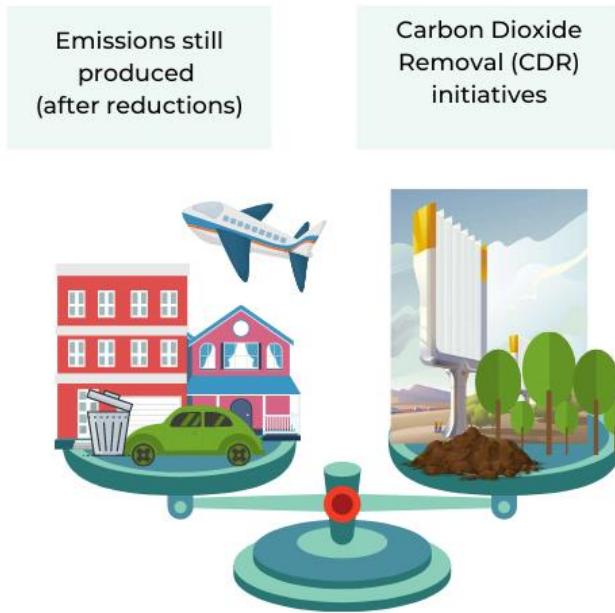 Emissions still
produced
(after reductions)
Carbon Dioxide
Removal (CDR)
initiatives